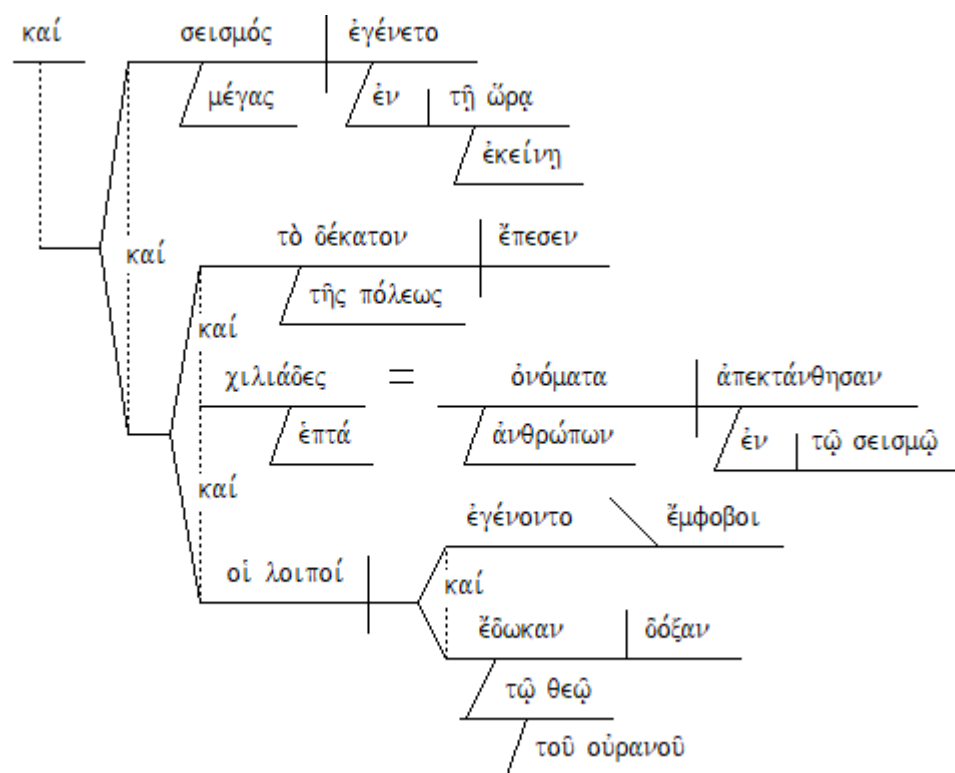 καί σεισμός ἐγένετο
μέγας ἐν τῇ ὥρᾳ
ἐκείνῃ
καί τὸ δέκατον ἔπεσεν
τῆς πόλεως
καί
χιλιάδες = ὀνόματα ἀπεκτάνθησαν
ἑπτά ἀνθρώπων ἐν τῷ σεισμῷ
καί
ἐγένοντο ἔμφοβοι
οἱ λοιποί καί
ἔδωκαν δόξαν
τῷ θεῷ
τοῦ οὐρανοῦ